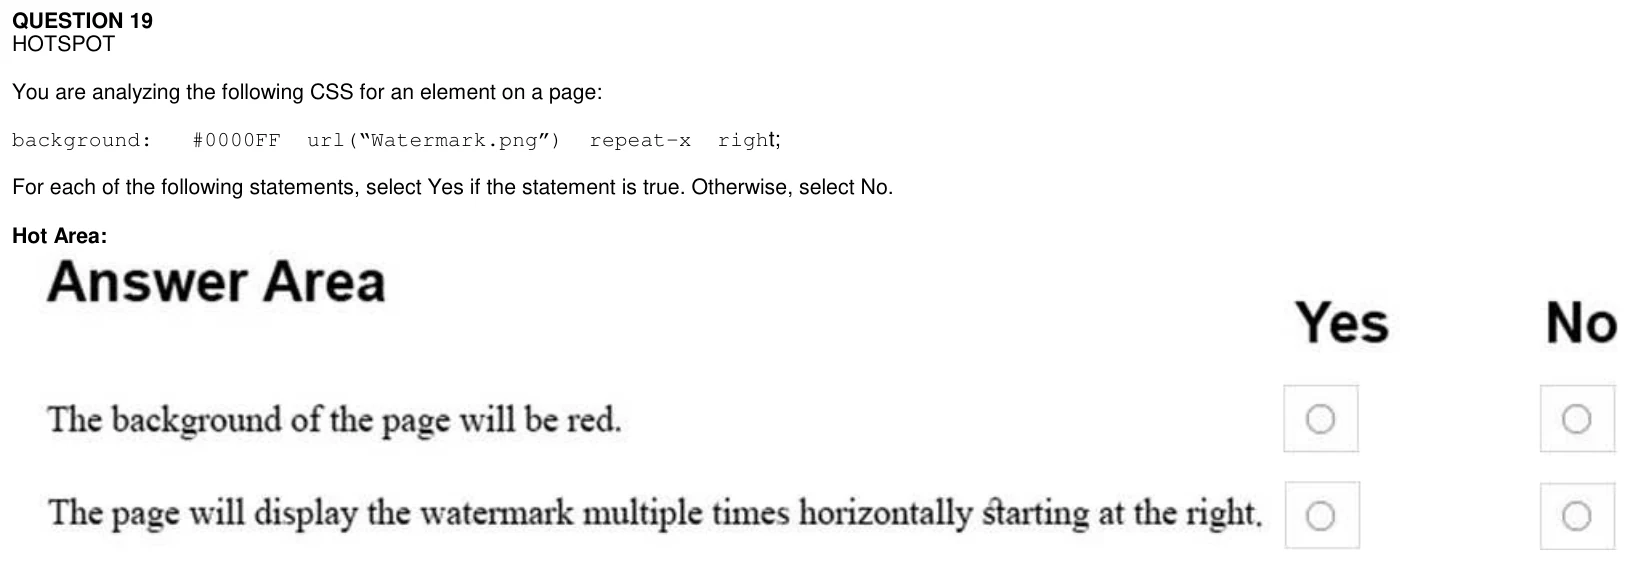 QUESTION 19
HOTSPOT
You are analyzing the following CSS for an element on a page:
background: #0000FF url(“Watermark.png”) repeat-x right;
For each of the following statements, select Yes if the statement is true. Otherwise, select No.
Hot Area:
Answer Area
Yes No
The background of the page will be red.
The page will display the watermark multiple times horizontally starting at the right.